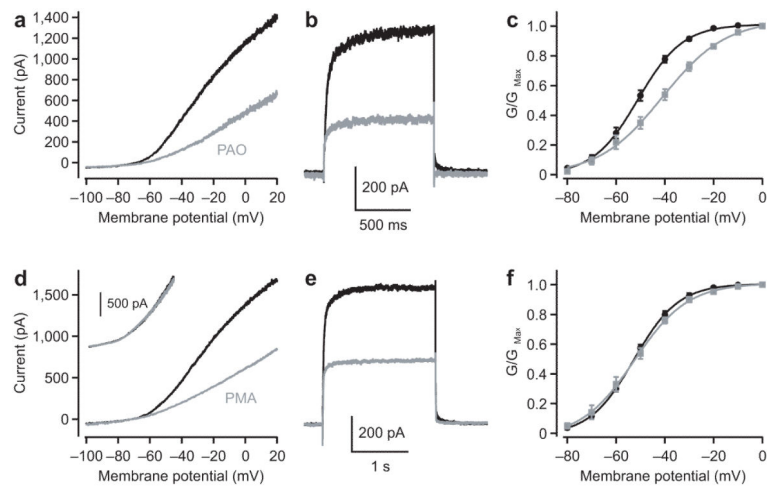 a
1,400
1,200
1,000
800
600
400
200
0
Current (pA)
PAO
–100 –80 –60 –40 –20 0 20
Membrane potential (mV)
b
200 pA
500 ms
c
1.0
0.8
0.6
0.4
0.2
0
G/G Max
–80 –60 –40 –20 0
Membrane potential (mV)
d
500 pA
1,500
1,000
500
0
Current (pA)
PMA
–100 –80 –60 –40 –20 0 20
Membrane potential (mV)
e
200 pA
1 s
f
1.0
0.8
0.6
0.4
0.2
0
G/G Max
–80 –60 –40 –20 0
Membrane potential (mV)